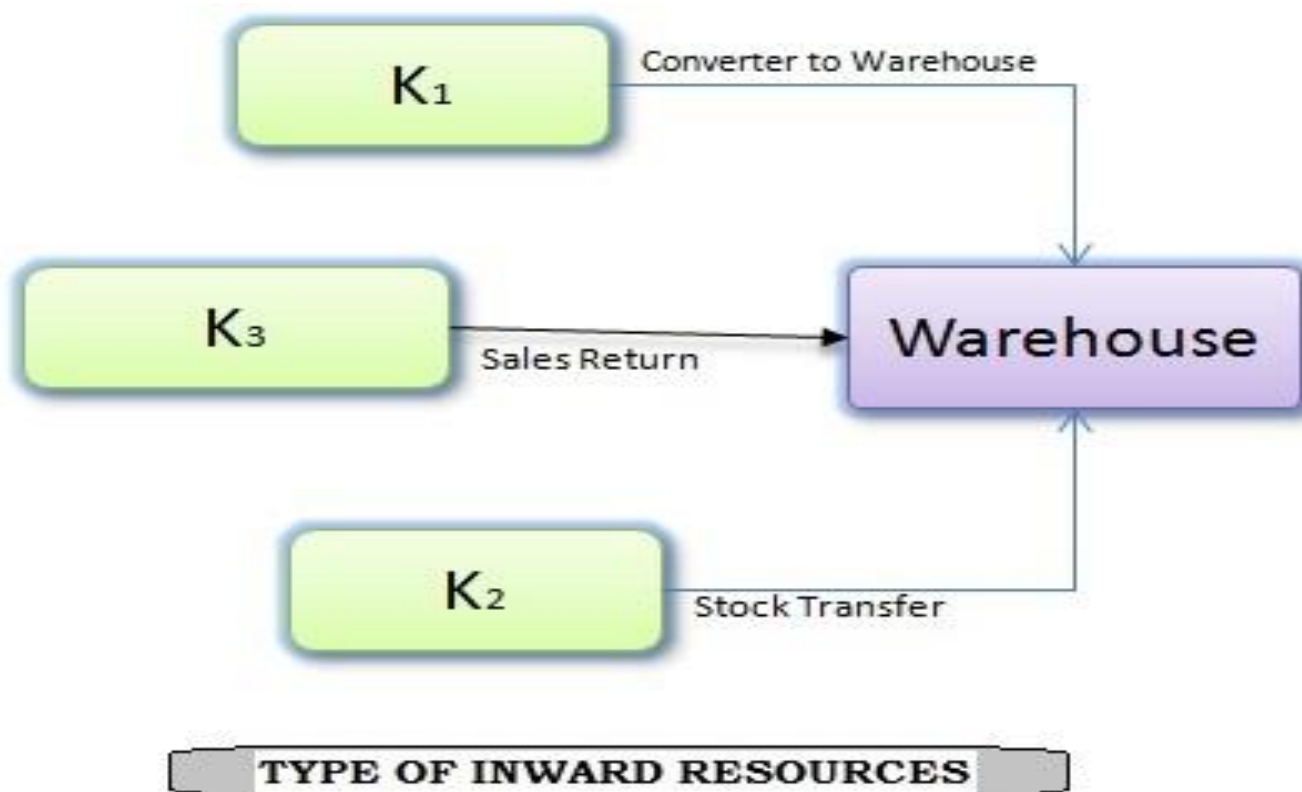 K₁
Converter to Warehouse
K₃
Sales Return
Warehouse
K₂
Stock Transfer
TYPE OF INWARD RESOURCES